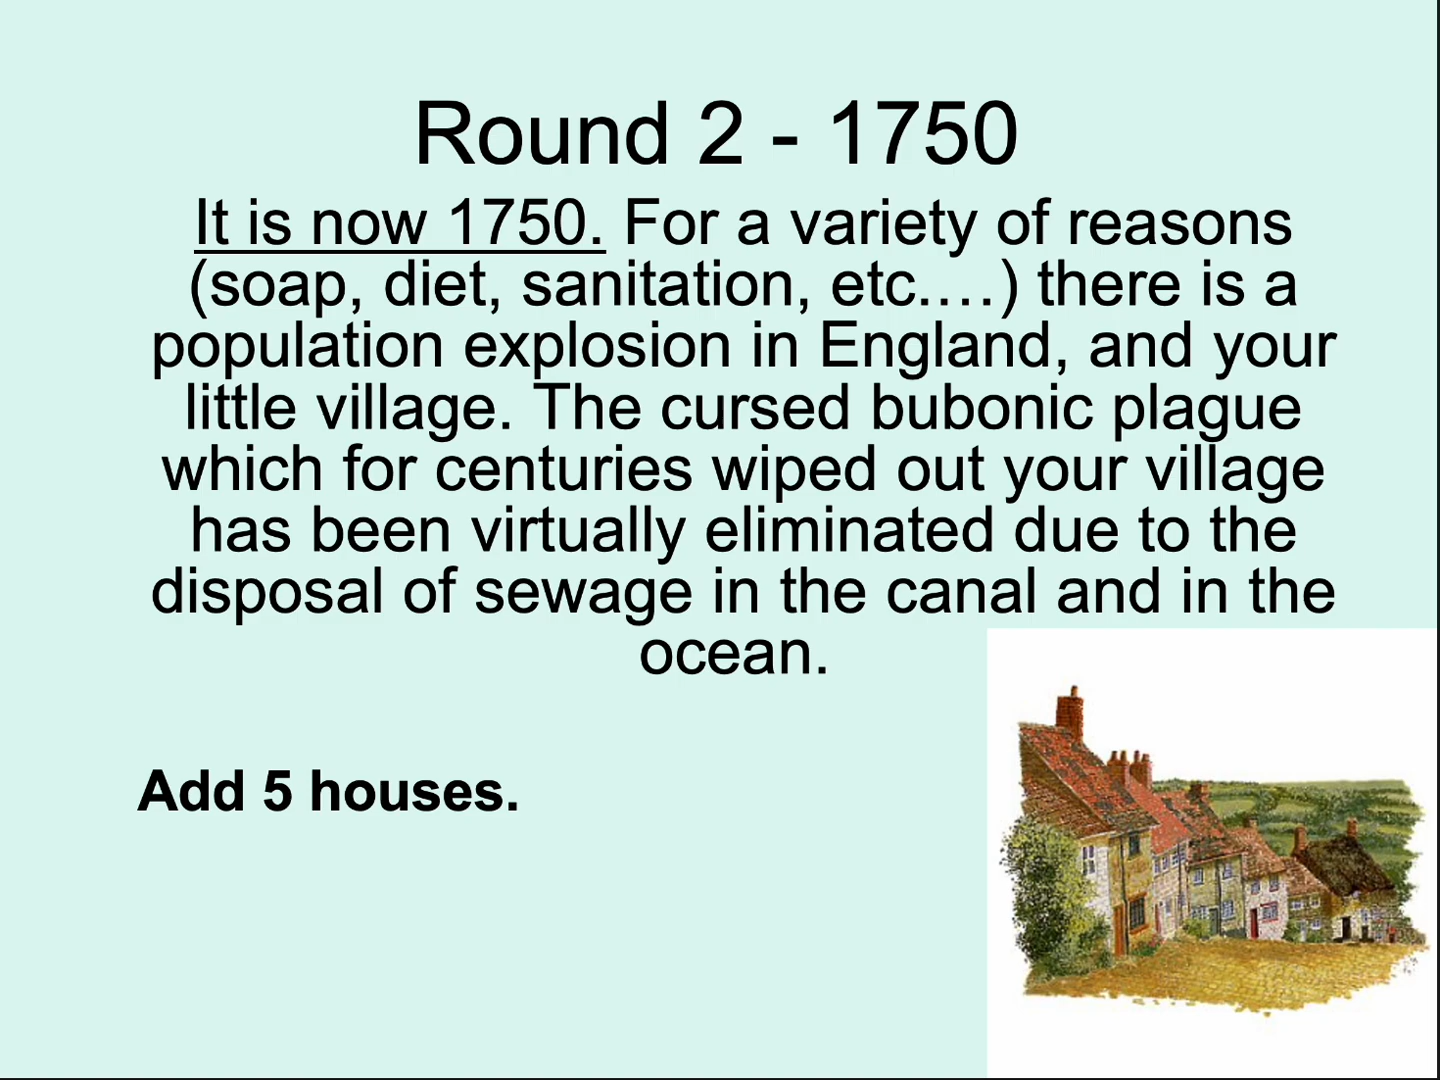 Round 2 - 1750
It is now 1750. For a variety of reasons
(soap, diet, sanitation, etc.…) there is a
population explosion in England, and your
little village. The cursed bubonic plague
which for centuries wiped out your village
has been virtually eliminated due to the
disposal of sewage in the canal and in the
ocean.
Add 5 houses.